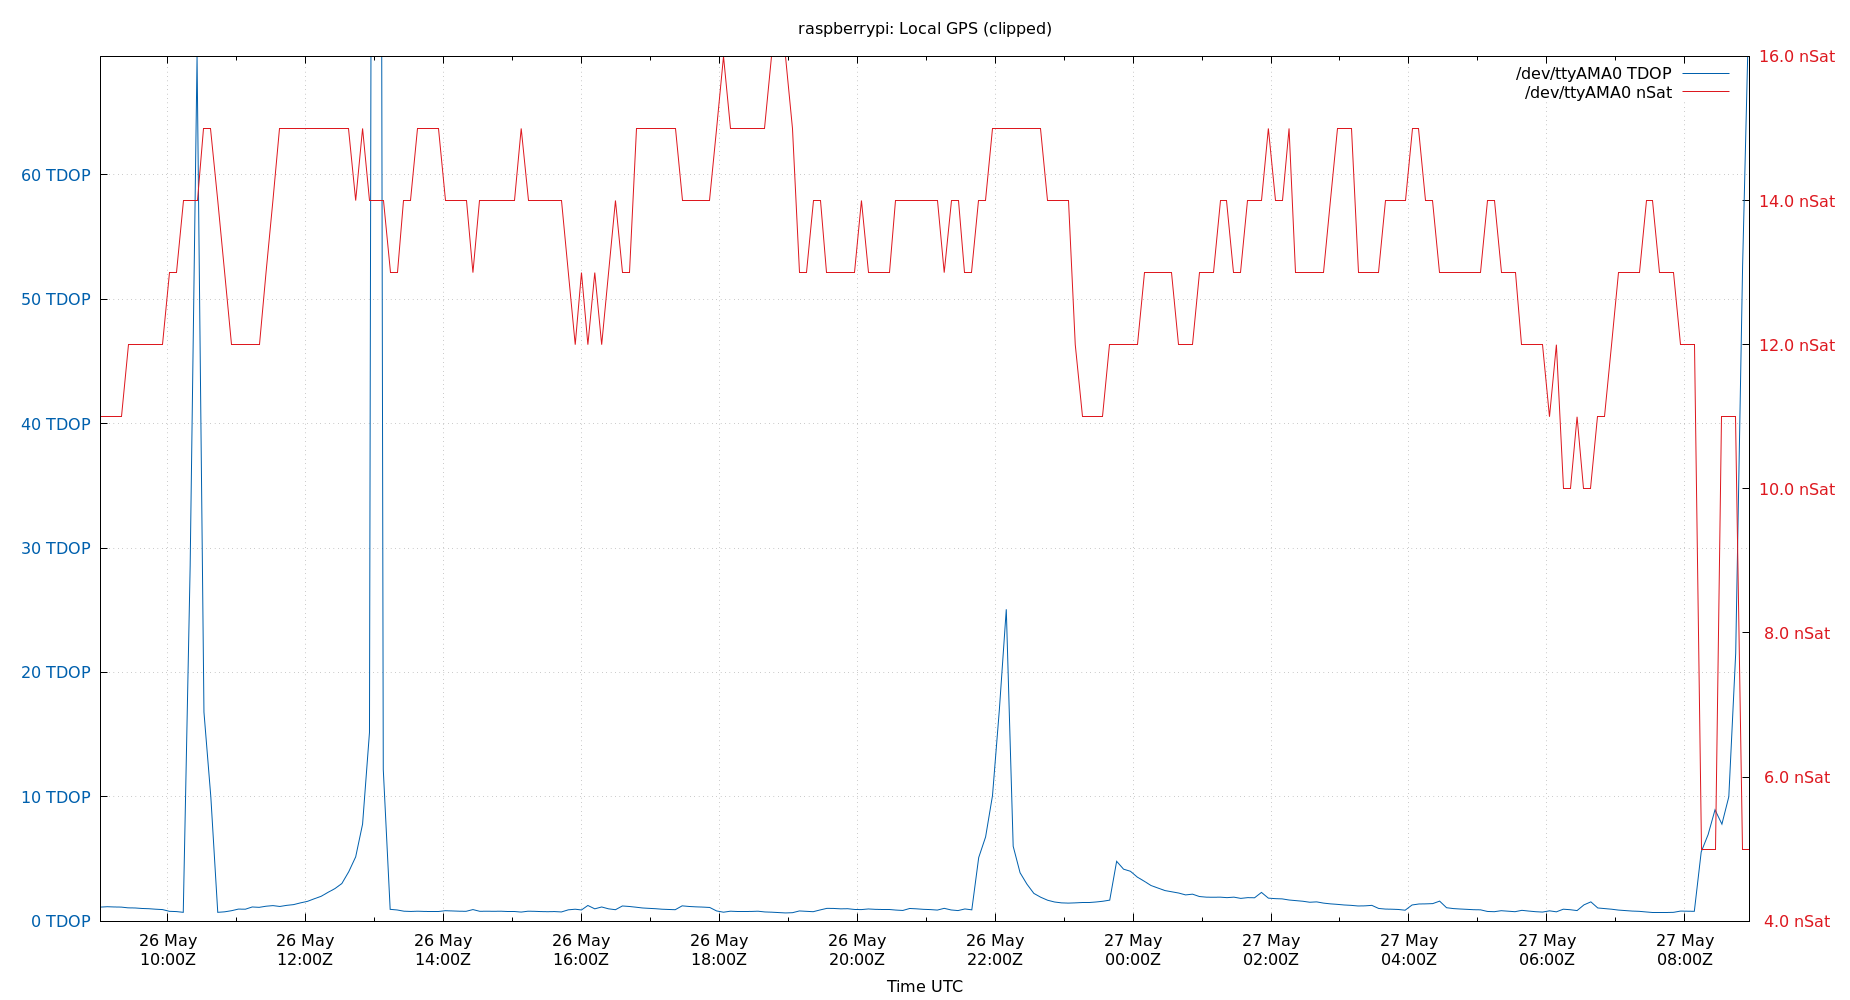 raspberrypi: Local GPS (clipped)
16.0 nSat
/dev/ttyAMA0 TDOP
/dev/ttyAMA0 nSat
60 TDOP
14.0 nSat
50 TDOP
13.0 nSat
12.0 nSat
40 TDOP
10.0 nSat
30 TDOP
8.0 nSat
20 TDOP
10 TDOP
6.0 nSat
0 TDOP
4.0 nSat
26 May 26 May 26 May 26 May 26 May 26 May 26 May 27 May 27 May 27 May 27 May 27 May
10:00Z 12:00Z 14:00Z 16:00Z 18:00Z 20:00Z 22:00Z 00:00Z 02:00Z 04:00Z 06:00Z 08:00Z
Time UTC